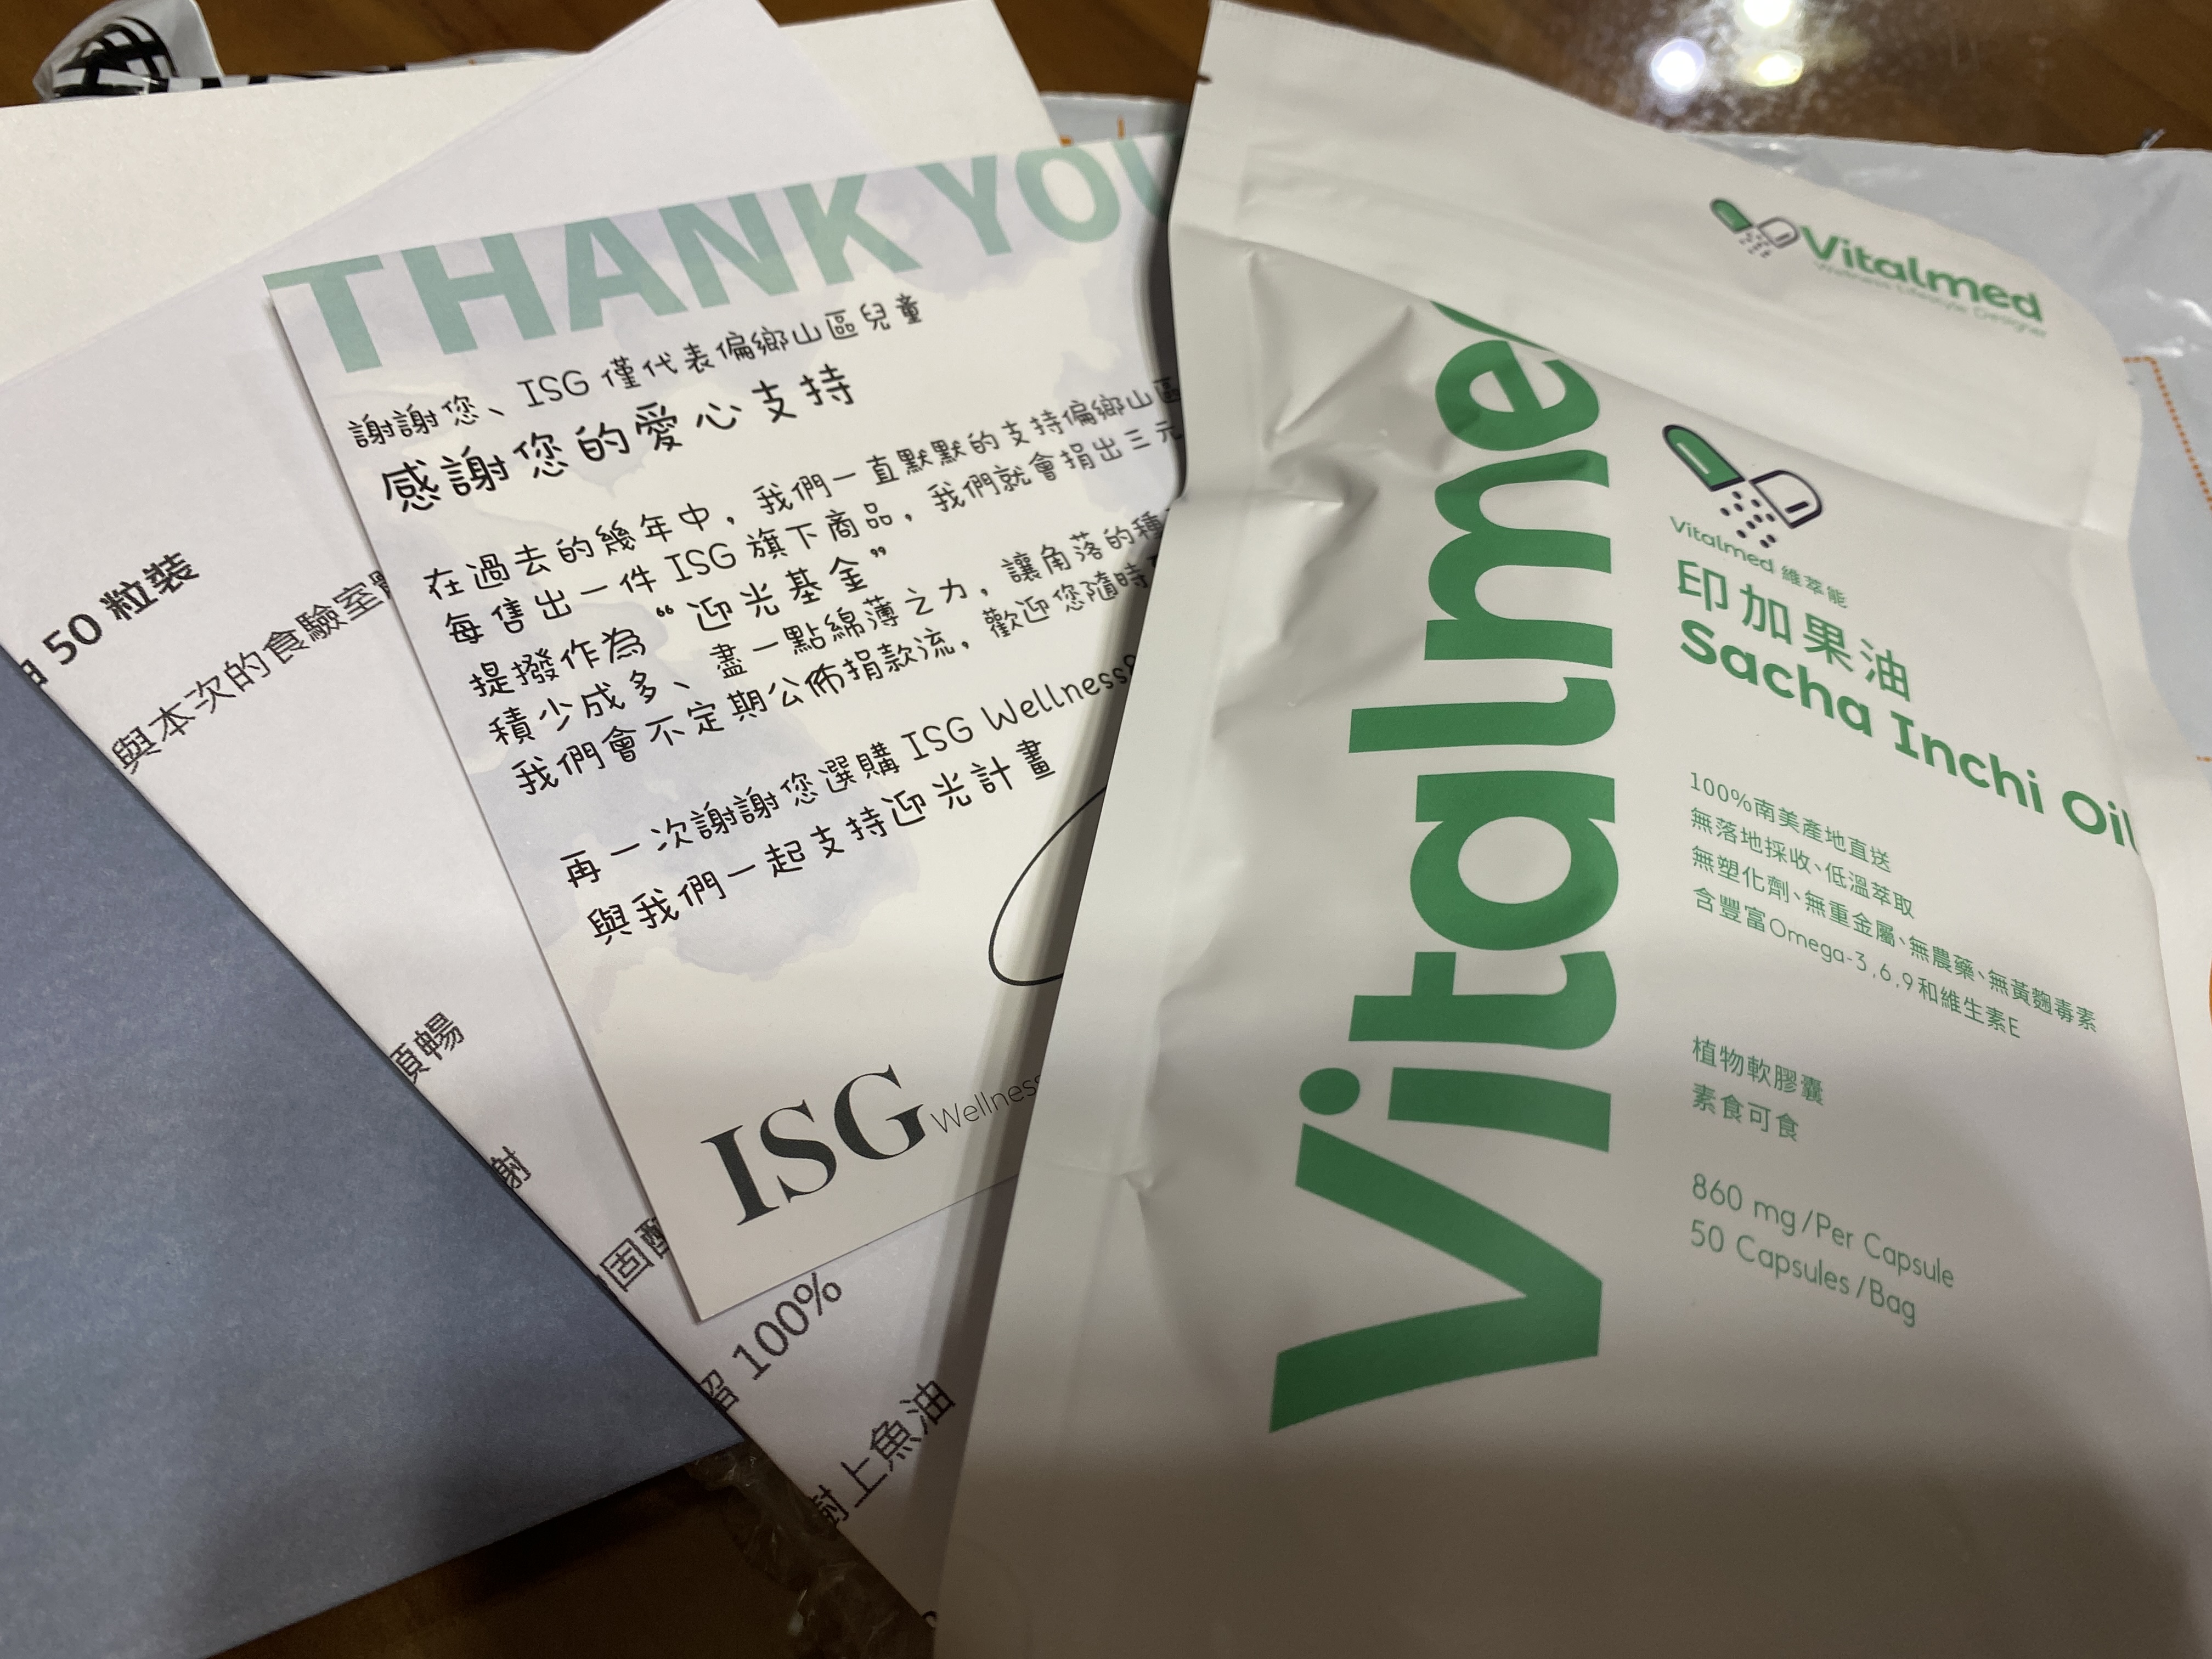 50 粒裝
與本次的食驗室
順暢
謝
固醇
100%
樹上魚油
THANK YOU
謝謝您、ISG 僅代表偏鄉山區兒童
感謝您的愛心支持
在過去的幾年中，我們一直默默的支持偏鄉山區
每售出一件 ISG 旗下商品，我們就會捐出三元
提撥作為 “迎光基金”
積少成多、盡一點綿薄之力，讓角落的種
我們會不定期公佈捐款流，歡迎您隨時
再一次謝謝您選購 ISG Wellness&
與我們一起支持迎光計畫
ISG Wellness
Vitalmed
Wellness Lifestyle Designer
Vitalme
Vitalmed 維萃能
印加果油
Sacha Inchi Oil
100%南美產地直送
無落地採收、低溫萃取
無塑化劑、無重金屬、無農藥、無黃麴毒素
含豐富Omega-3,6,9和維生素E
植物軟膠囊
素食可食
860 mg/Per Capsule
50 Capsules/Bag